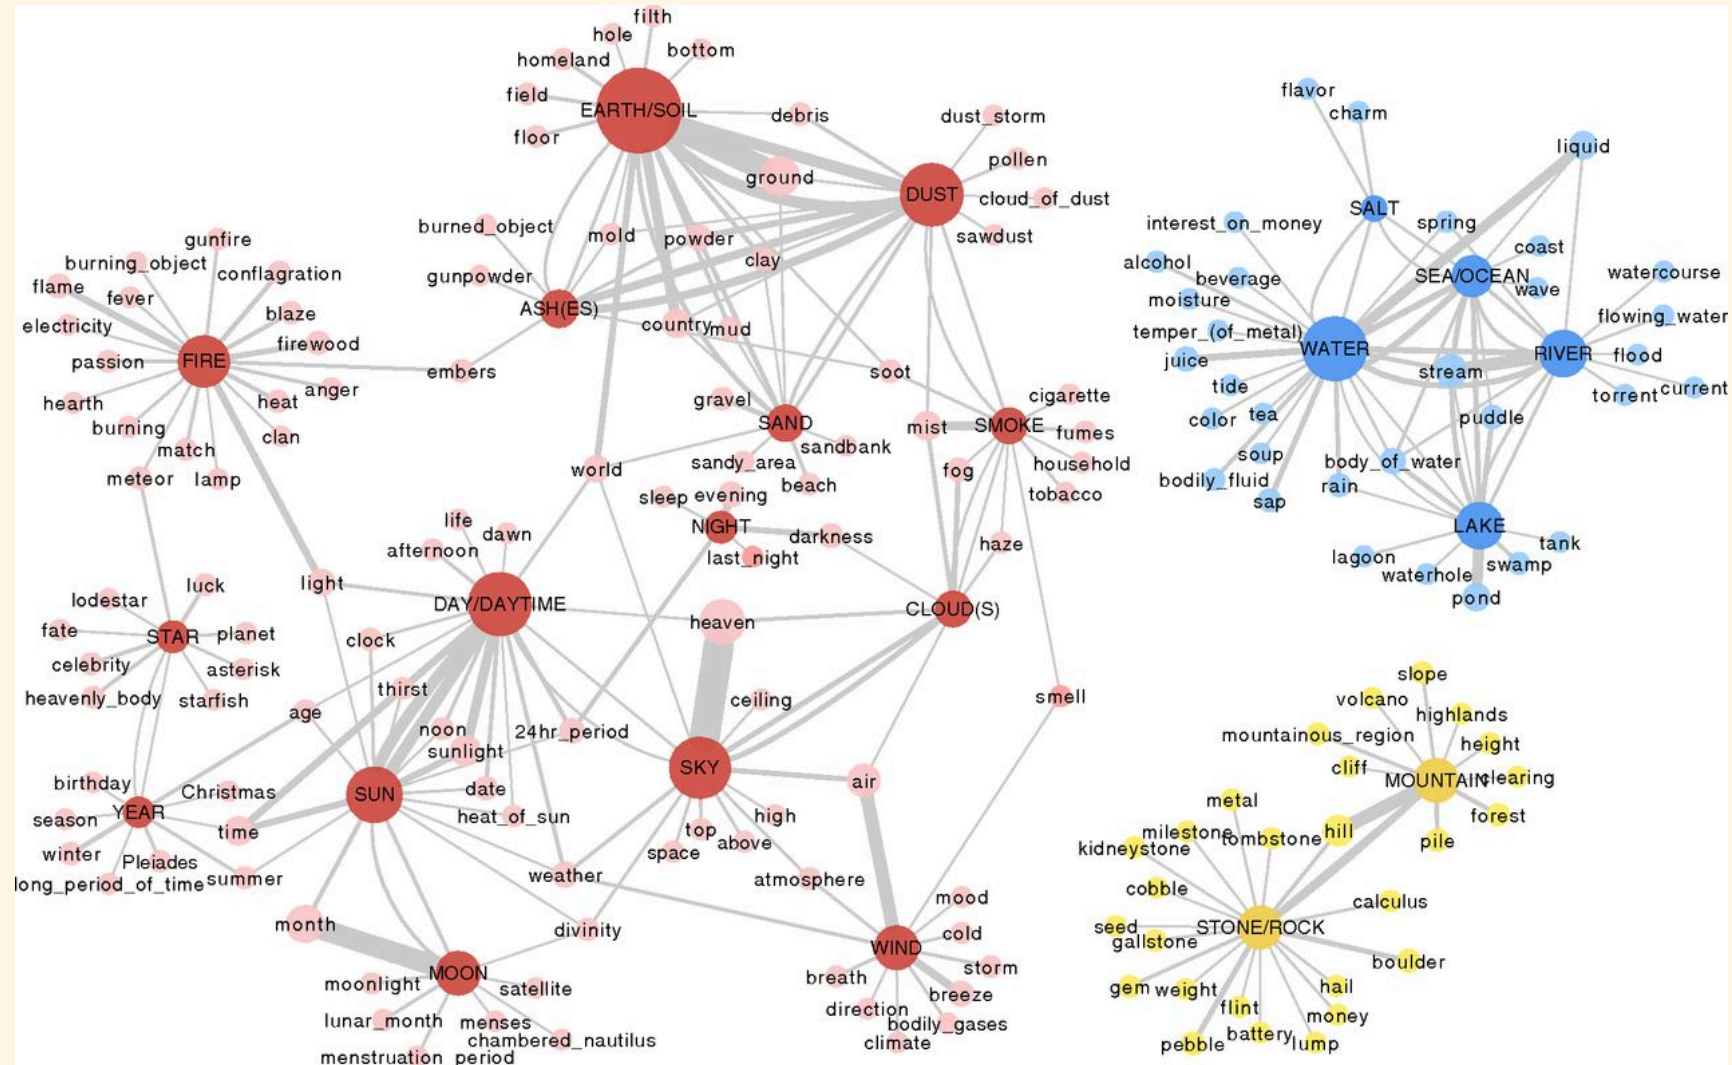 filth
hole
bottom
homeland
field
EARTH/SOIL
debris
floor
dust_storm
pollen
ground
DUST
cloud_of_dust
burned_object
mold
powder
sawdust
clay
gunpowder
ASH(ES)
country
mud
gunfire
burning_object
conflagration
flame
fever
blaze
electricity
firewood
passion
FIRE
embers
soot
anger
hearth
heat
burning
clan
match
meteor
lamp
gravel
SAND
sandbank
sandy_area
beach
world
mist
SMOKE
cigarette
fumes
household
fog
tobacco
sleep
evening
NIGHT
last_night
darkness
haze
life
dawn
afternoon
light
DAY/DAYTIME
heaven
CLOUD(S)
luck
lodestar
fate
STAR
planet
celebrity
asterisk
heavenly_body
starfish
clock
thirst
age
noon
sunlight
24hr_period
ceiling
smell
birthday
Christmas
season
YEAR
time
winter
Pleiades
long_period_of_time
summer
SUN
date
heat_of_sun
SKY
air
high
top
above
space
weather
atmosphere
month
divinity
MOON
moonlight
satellite
lunar_month
menses
chambered_nautilus
menstruation_period
mood
cold
WIND
storm
breath
breeze
direction
bodily_gases
climate
flavor
charm
liquid
SALT
spring
interest_on_money
coast
alcohol
beverage
SEA/OCEAN
wave
watercourse
moisture
flowing_water
temper_(of_metal)
WATER
RIVER
flood
juice
stream
tide
torrent
current
color
tea
puddle
soup
body_of_water
bodily_fluid
rain
sap
LAKE
tank
lagoon
swamp
waterhole
pond
slope
volcano
highlands
mountainous_region
height
cliff
MOUNTAIN
clearing
metal
forest
milestone
tombstone
hill
pile
kidneystone
cobble
calculus
seed
STONE/ROCK
gallstone
boulder
gem
weight
hail
flint
money
pebble
battery
lump